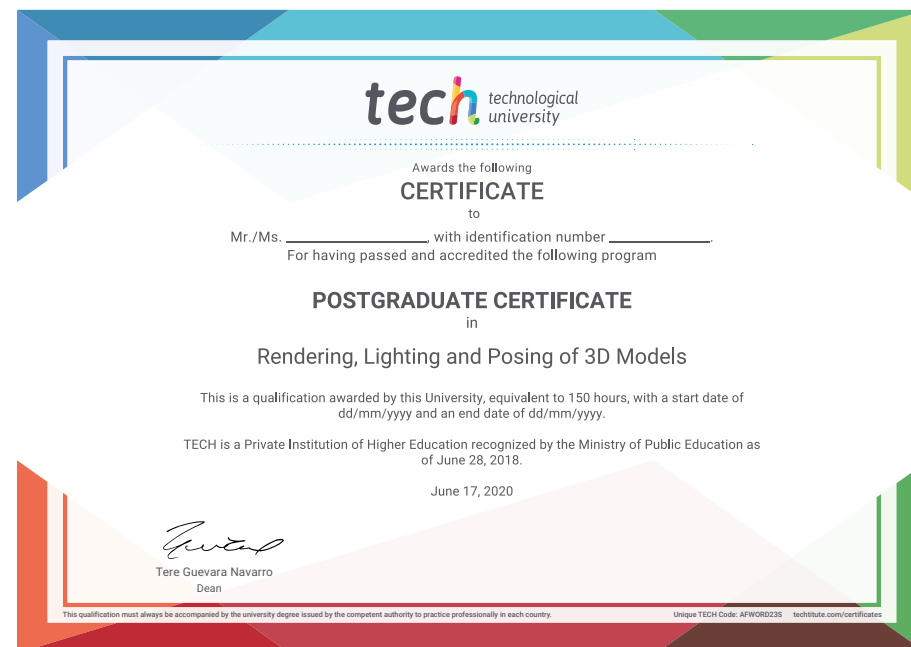 tech technological
university
Awards the following
CERTIFICATE
to
Mr./Ms. ____________, with identification number _________.
For having passed and accredited the following program
POSTGRADUATE CERTIFICATE
in
Rendering, Lighting and Posing of 3D Models
This is a qualification awarded by this University, equivalent to 150 hours, with a start date of
dd/mm/yyyy and an end date of dd/mm/yyyy.
TECH is a Private Institution of Higher Education recognized by the Ministry of Public Education as
of June 28, 2018.
June 17, 2020
Tere Guevara Navarro
Dean
This qualification must always be accompanied by the university degree issued by the competent authority to practice professionally in each country. Unique TECH Code: AFWORD23S techtitute.com/certificates